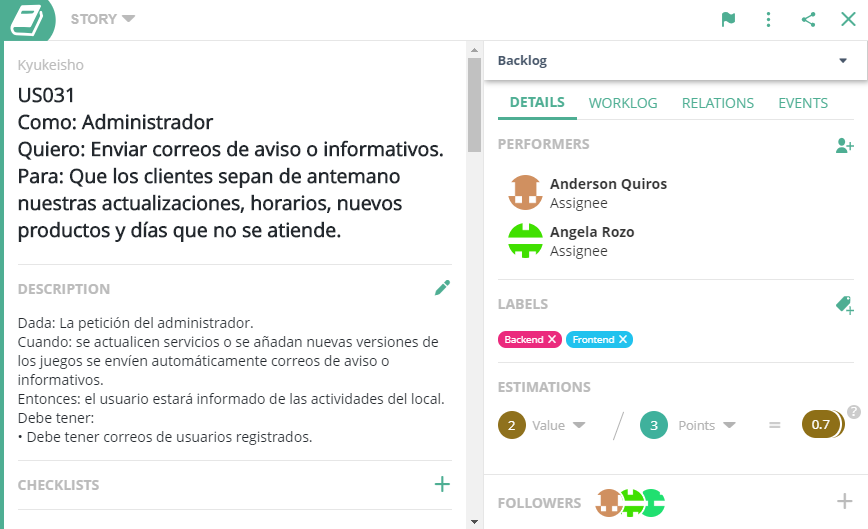 STORY
Kyukeisho
US031
Como: Administrador
Quiero: Enviar correos de aviso o informativos.
Para: Que los clientes sepan de antemano
nuestras actualizaciones, horarios, nuevos
productos y días que no se atiende.
DESCRIPTION
Dada: La petición del administrador.
Cuando: se actualicen servicios o se añadan nuevas versiones de
los juegos se envíen automáticamente correos de aviso o
informativos.
Entonces: el usuario estará informado de las actividades del local.
Debe tener:
• Debe tener correos de usuarios registrados.
CHECKLISTS
Backlog
DETAILS WORKLOG RELATIONS EVENTS
PERFORMERS
Anderson Quiros
Assignee
Angela Rozo
Assignee
LABELS
Backend X Frontend X
ESTIMATIONS
2 Value / 3 Points = 0.7 ?
FOLLOWERS